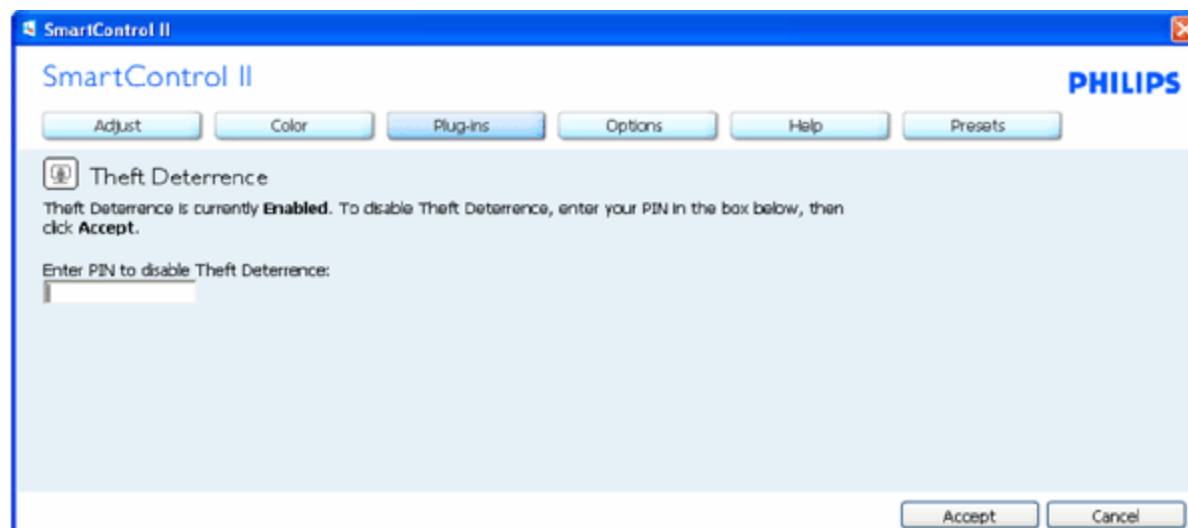 SmartControl II
SmartControl II
PHILIPS
Adjust Color Plug-ins Options Help Presets
Theft Deterrence
Theft Deterrence is currently Enabled. To disable Theft Deterrence, enter your PIN in the box below, then
click Accept.
Enter PIN to disable Theft Deterrence:
Accept Cancel